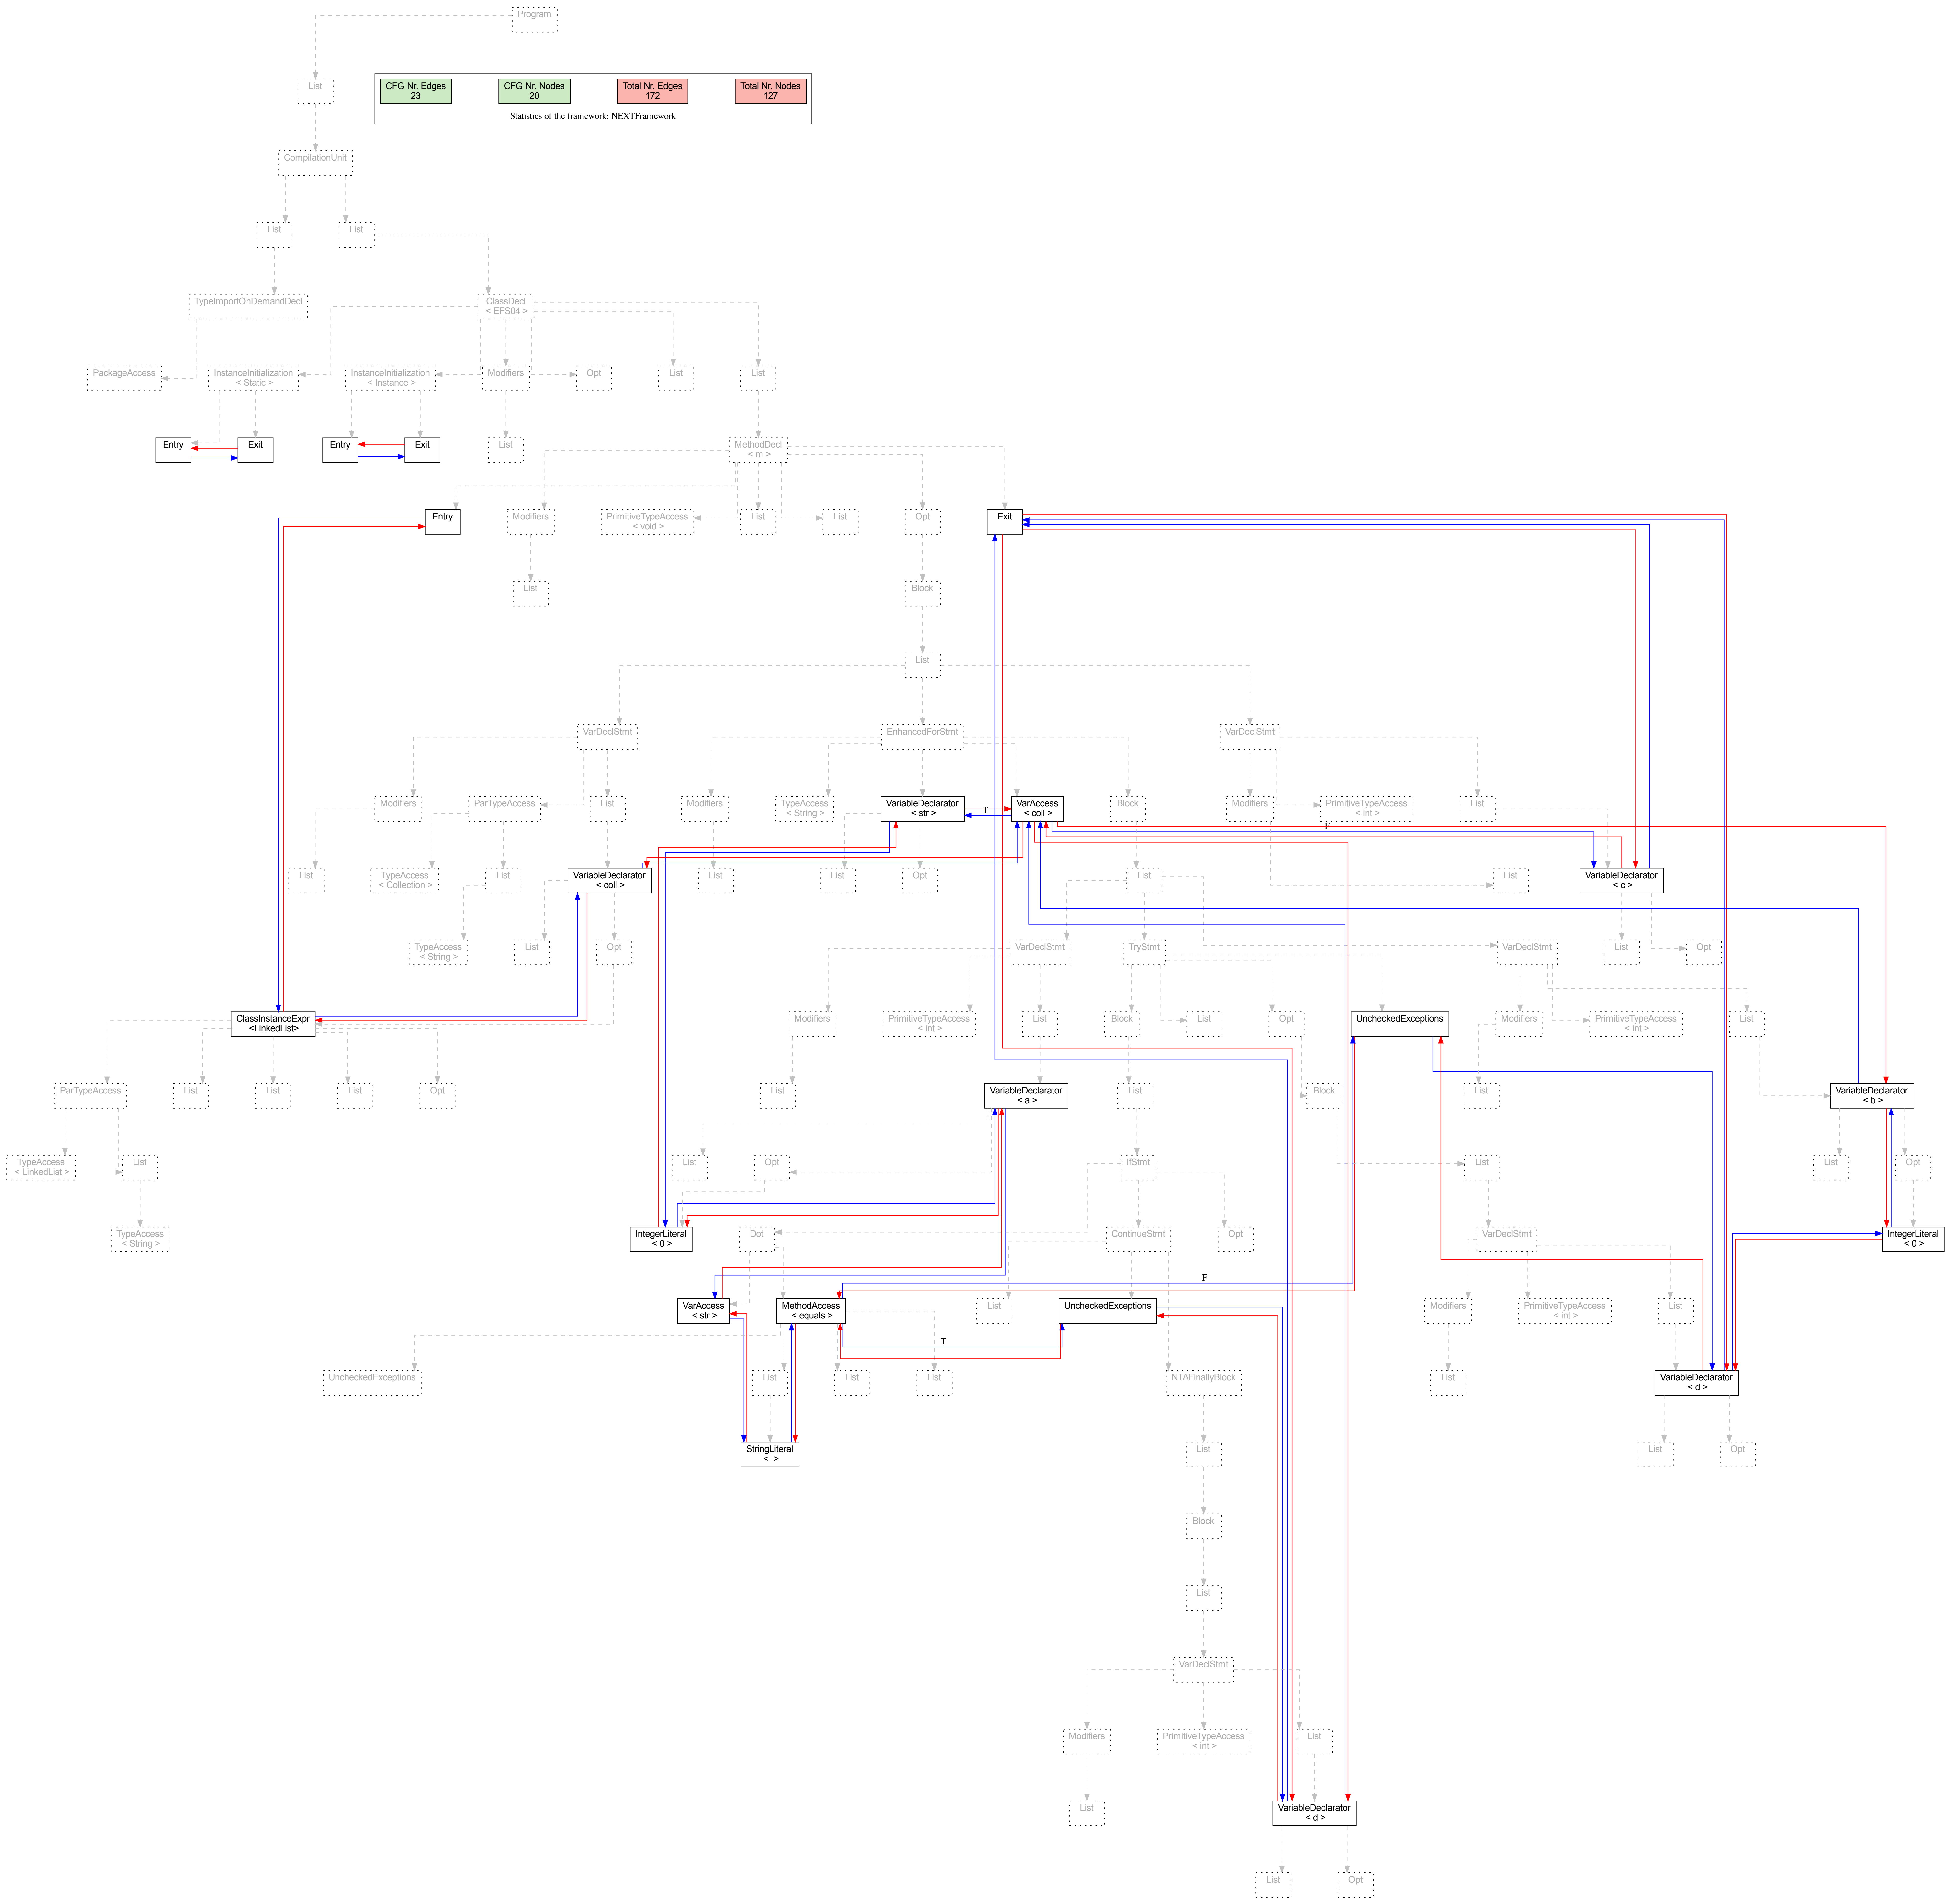 Program
List
CFG Nr. Edges
23
CFG Nr. Nodes
20
Total Nr. Edges
172
Total Nr. Nodes
127
Statistics of the framework: NEXTFramework
CompilationUnit
List
List
TypeImportOnDemandDecl
ClassDecl
< EFS04 >
PackageAccess
InstanceInitialization
< Static >
InstanceInitialization
< Instance >
Modifiers
Opt
List
List
Entry
Exit
Entry
Exit
List
MethodDecl
< m >
Entry
Modifiers
PrimitiveTypeAccess
< void >
List
List
Opt
Exit
List
Block
List
VarDeclStmt
EnhancedForStmt
VarDeclStmt
Modifiers
ParTypeAccess
List
Modifiers
TypeAccess
< String >
VariableDeclarator
< str >
T
VarAccess
< coll >
Block
Modifiers
F
PrimitiveTypeAccess
< int >
List
List
TypeAccess
< Collection >
List
VariableDeclarator
< coll >
List
List
Opt
List
List
VariableDeclarator
< c >
TypeAccess
< String >
List
Opt
VarDeclStmt
TryStmt
VarDeclStmt
List
Opt
ClassInstanceExpr
<LinkedList>
Modifiers
PrimitiveTypeAccess
< int >
List
Block
List
Opt
UncheckedExceptions
Modifiers
PrimitiveTypeAccess
< int >
List
ParTypeAccess
List
List
List
Opt
List
VariableDeclarator
< a >
List
Block
List
VariableDeclarator
< b >
TypeAccess
< LinkedList >
List
List
Opt
IfStmt
List
List
Opt
TypeAccess
< String >
IntegerLiteral
< 0 >
Dot
ContinueStmt
Opt
VarDeclStmt
IntegerLiteral
< 0 >
F
VarAccess
< str >
MethodAccess
< equals >
List
UncheckedExceptions
Modifiers
PrimitiveTypeAccess
< int >
List
T
UncheckedExceptions
List
List
List
NTAFinallyBlock
List
VariableDeclarator
< d >
StringLiteral
< >
List
List
Opt
Block
List
VarDeclStmt
Modifiers
PrimitiveTypeAccess
< int >
List
List
VariableDeclarator
< d >
List
Opt